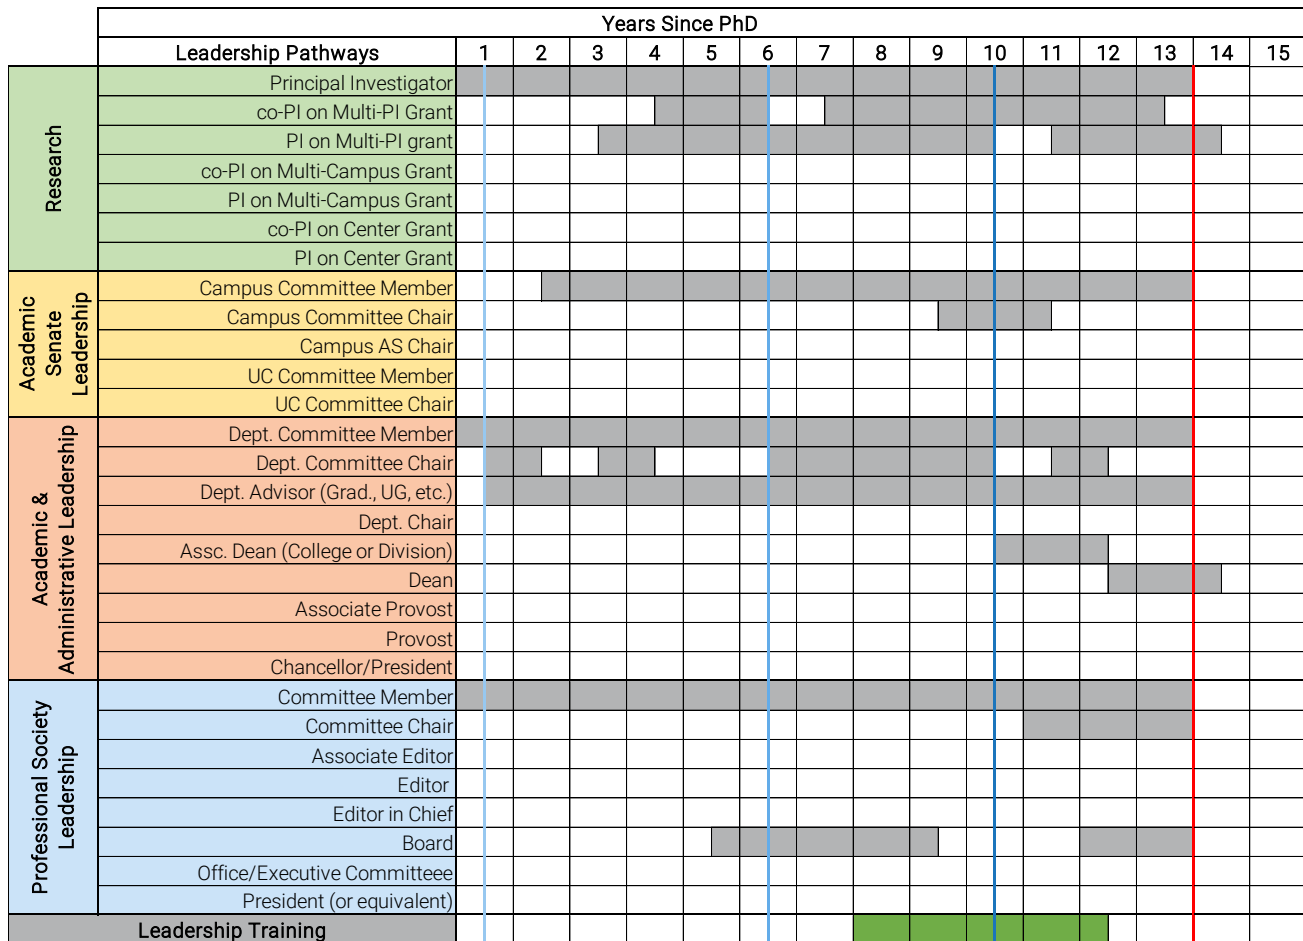 Years Since PhD
Leadership Pathways 1 2 3 4 5 6 7 8 9 10 11 12 13 14 15
Research
Principal Investigator
co-PI on Multi-PI Grant
PI on Multi-PI grant
co-PI on Multi-Campus Grant
PI on Multi-Campus Grant
co-PI on Center Grant
PI on Center Grant
Academic
Senate
Leadership
Campus Committee Member
Campus Committee Chair
Campus AS Chair
UC Committee Member
UC Committee Chair
Academic &
Administrative Leadership
Dept. Committee Member
Dept. Committee Chair
Dept. Advisor (Grad., UG, etc.)
Dept. Chair
Assc. Dean (College or Division)
Dean
Associate Provost
Provost
Chancellor/President
Professional Society
Leadership
Committee Member
Committee Chair
Associate Editor
Editor
Editor in Chief
Board
Office/Executive Committeee
President (or equivalent)
Leadership Training